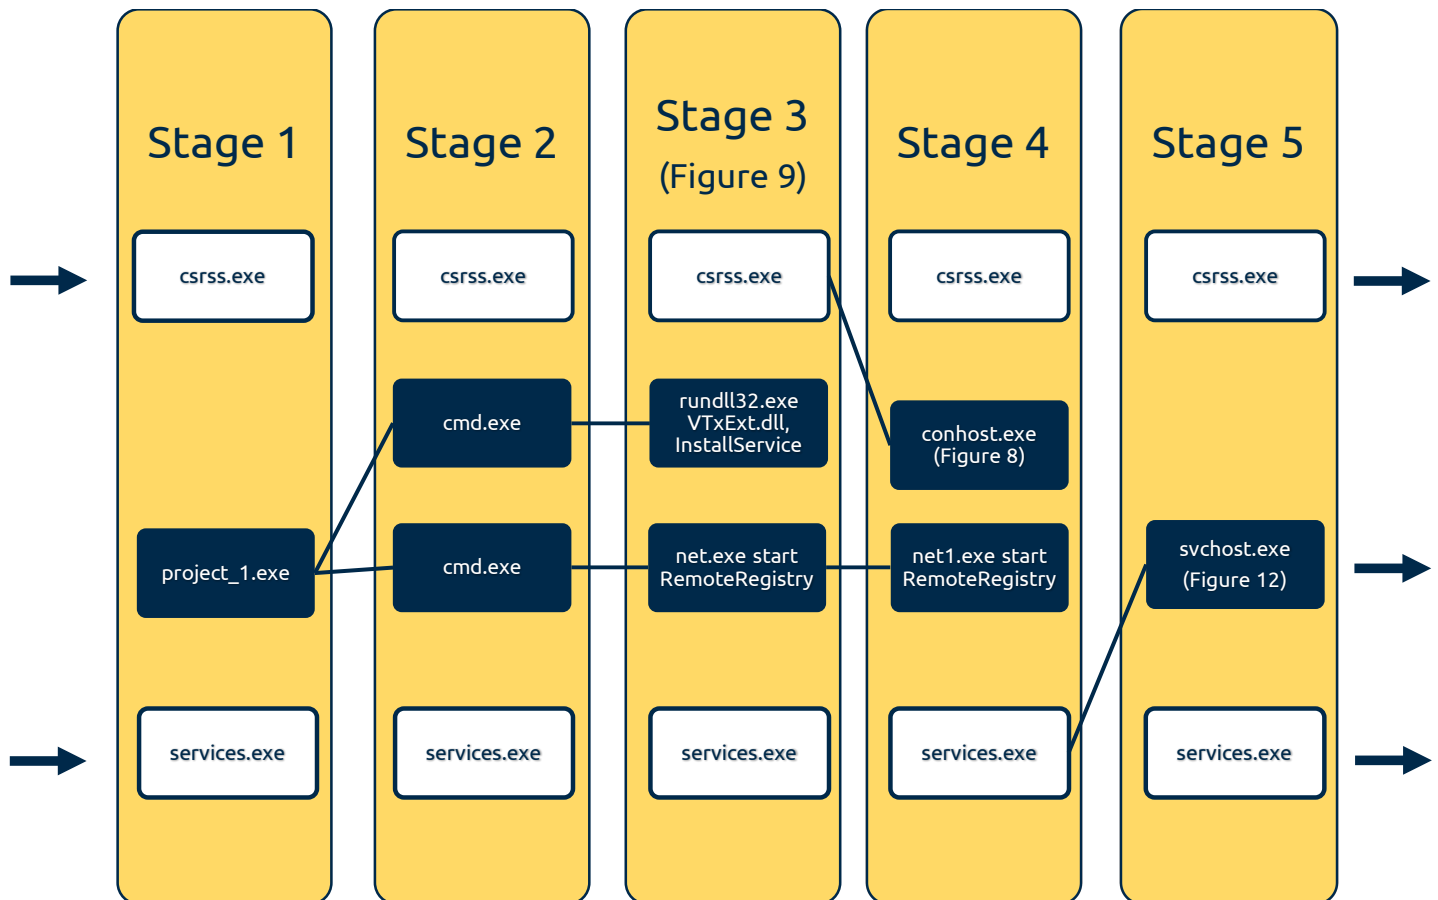 Stage 1
csrss.exe
project_1.exe
services.exe
Stage 2
csrss.exe
cmd.exe
cmd.exe
services.exe
Stage 3
(Figure 9)
csrss.exe
rundll32.exe
VTxExt.dll,
InstallService
net.exe start
RemoteRegistry
services.exe
Stage 4
csrss.exe
conhost.exe
(Figure 8)
net1.exe start
RemoteRegistry
services.exe
Stage 5
csrss.exe
svchost.exe
(Figure 12)
services.exe